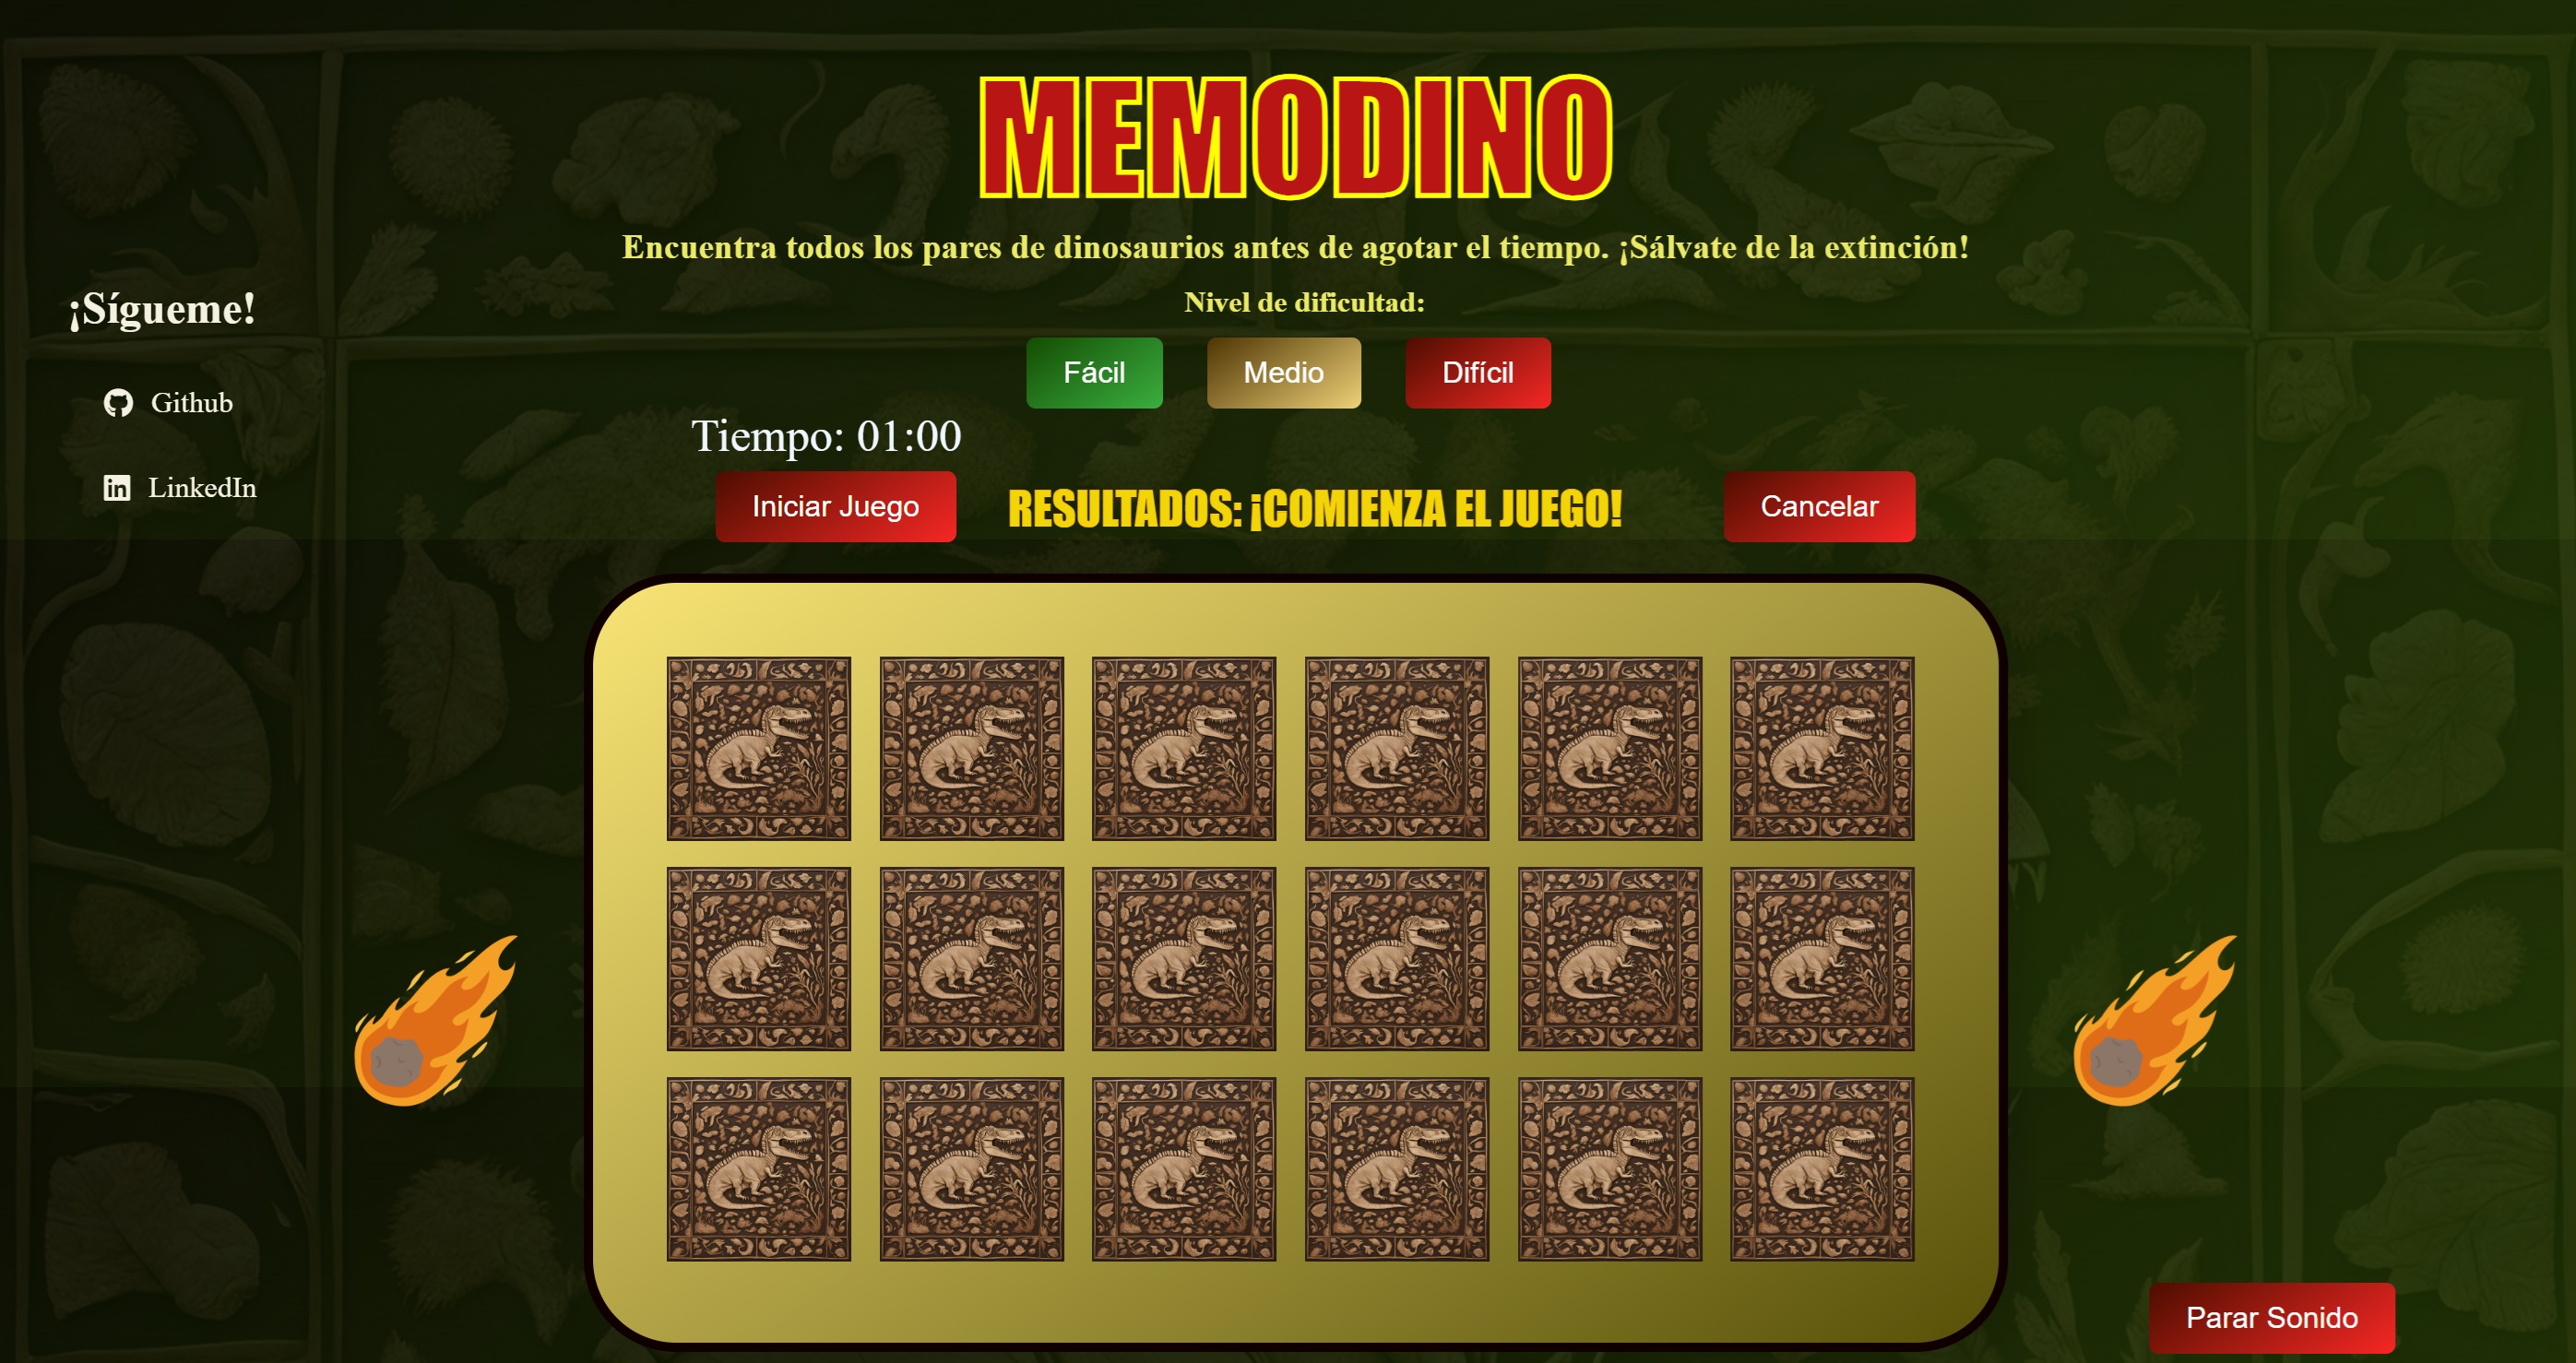 MEMODINO
Encuentra todos los pares de dinosaurios antes de agotar el tiempo. ¡Sálvate de la extinción!
¡Sígueme!
Github
LinkedIn
Nivel de dificultad:
Fácil Medio Difícil
Tiempo: 01:00
Iniciar Juego RESULTADOS: ¡COMIENZA EL JUEGO! Cancelar
Parar Sonido